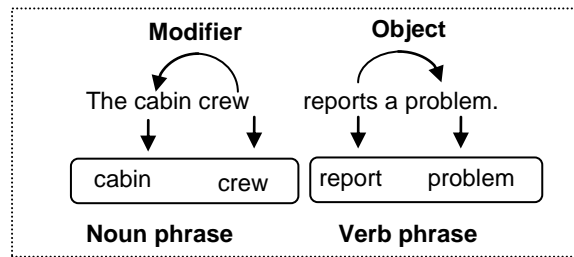 Modifier Object
The cabin crew reports a problem.
cabin crew report problem
Noun phrase Verb phrase